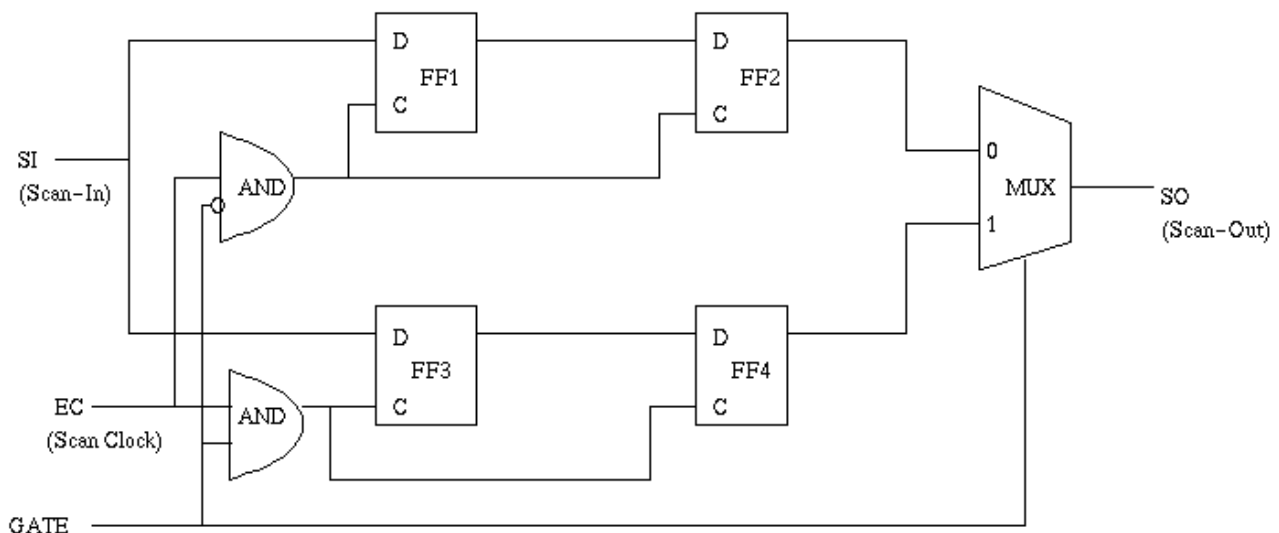 D
FF1
C
D
FF2
C
SI
(Scan-In)
AND
0
MUX
1
SO
(Scan-Out)
D
FF3
C
D
FF4
C
EC
(Scan Clock)
AND
GATE